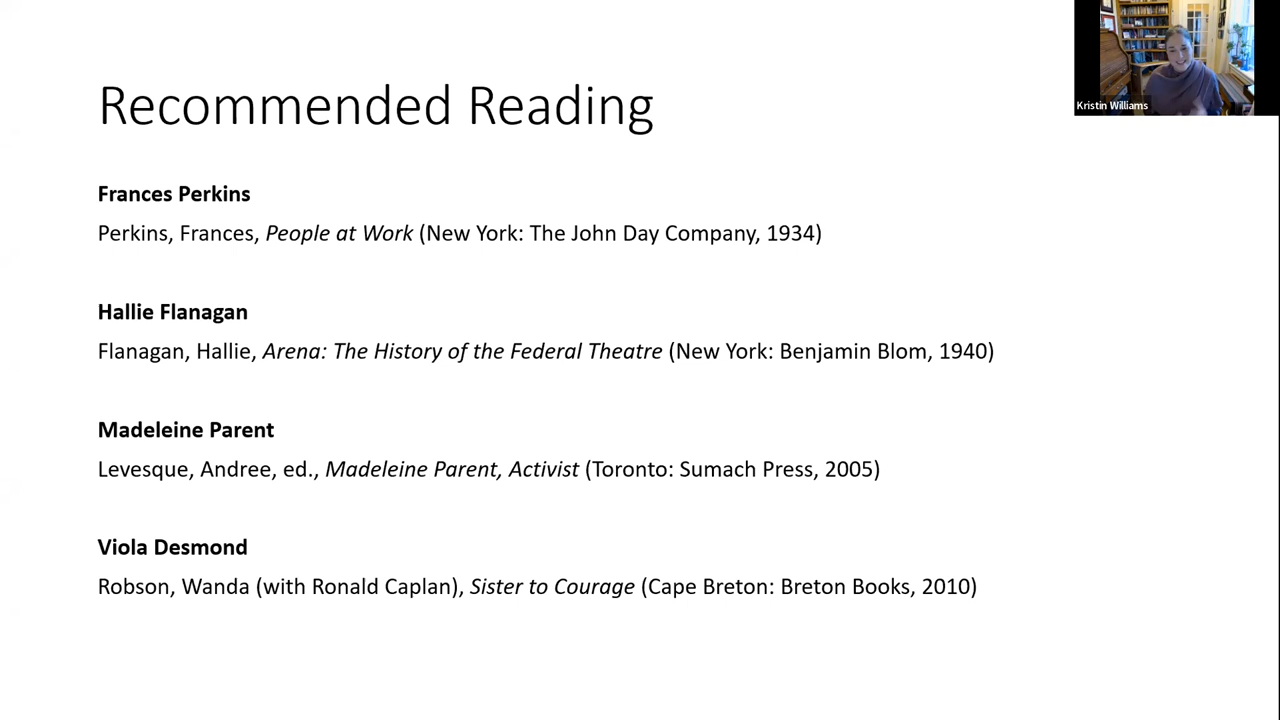 Recommended Reading
Kristin Williams
Frances Perkins
Perkins, Frances, People at Work (New York: The John Day Company, 1934)
Hallie Flanagan
Flanagan, Hallie, Arena: The History of the Federal Theatre (New York: Benjamin Blom, 1940)
Madeleine Parent
Levesque, Andree, ed., Madeleine Parent, Activist (Toronto: Sumach Press, 2005)
Viola Desmond
Robson, Wanda (with Ronald Caplan), Sister to Courage (Cape Breton: Breton Books, 2010)